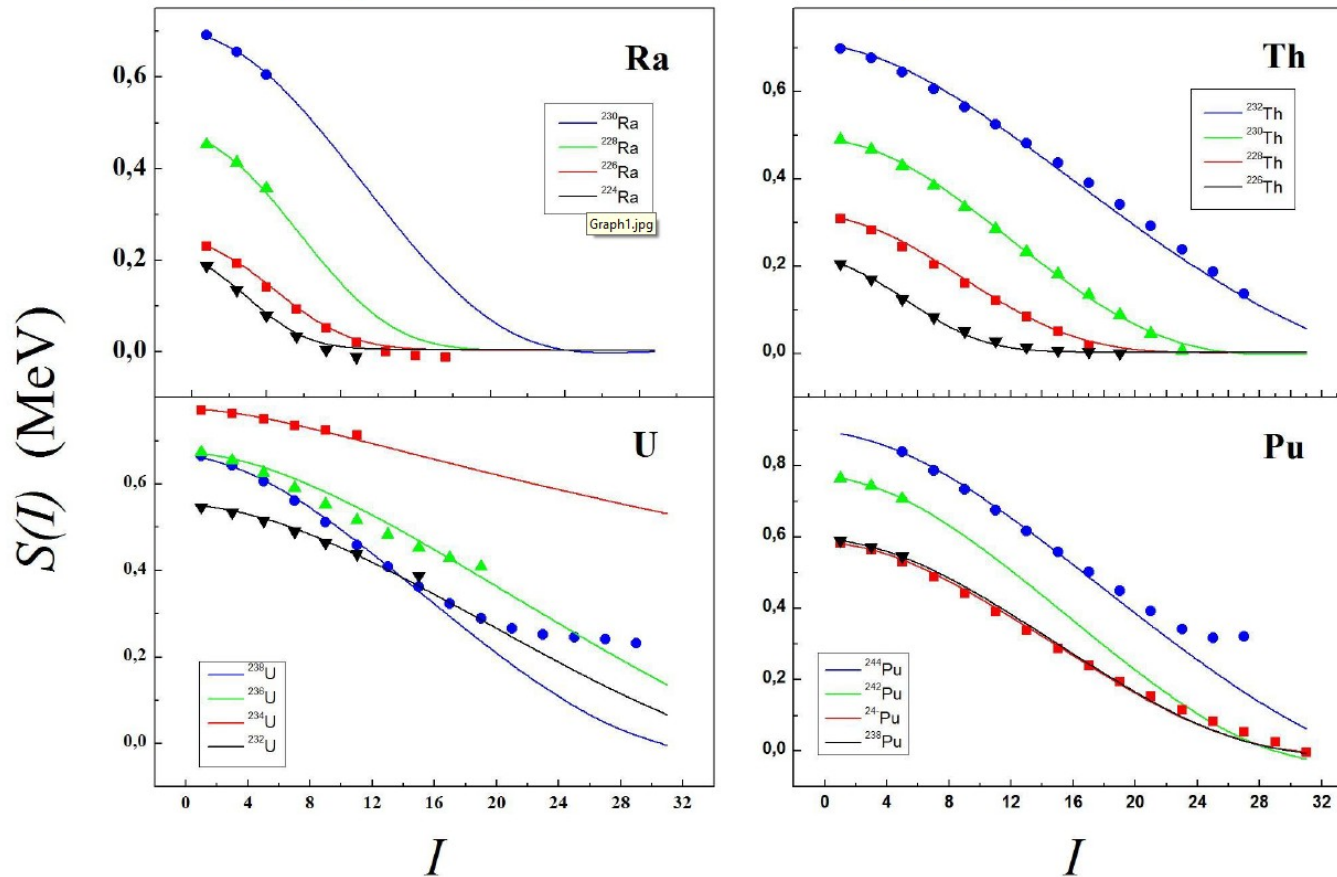 Ra
0,6
0,4
0,2
0,0
²³⁰Ra
²²⁸Ra
²²⁶Ra
²²⁴Ra
Graph1.jpg
Th
0,6
0,4
0,2
0,0
²³²Th
²³⁰Th
²²⁸Th
²²⁶Th
S(I) (MeV)
U
0,6
0,4
0,2
0,0
²³⁸U
²³⁶U
²³⁴U
²³²U
0 4 8 12 16 20 24 28 32
I
Pu
0,8
0,6
0,4
0,2
0,0
²⁴⁴Pu
²⁴²Pu
²⁴⁻Pu
²³⁸Pu
0 4 8 12 16 20 24 28 32
I